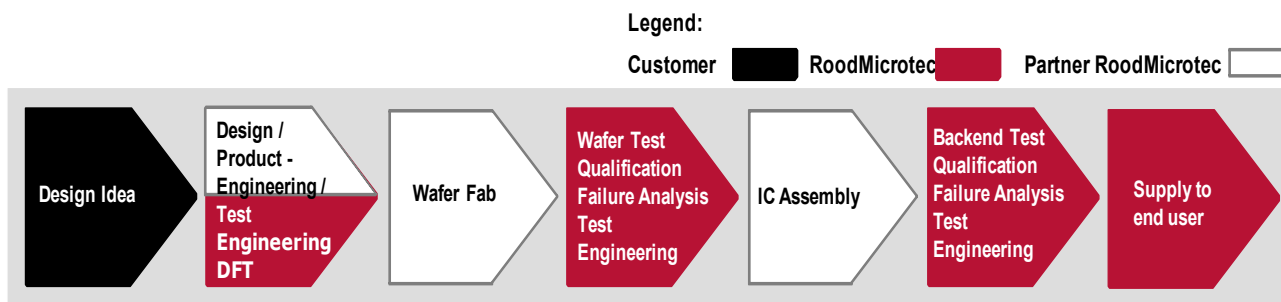 Legend:
Customer
RoodMicrotec
Partner RoodMicrotec
Design Idea
Design /
Product -
Engineering /
Test
Engineering
DFT
Wafer Fab
Wafer Test
Qualification
Failure Analysis
Test
Engineering
IC Assembly
Backend Test
Qualification
Failure Analysis
Test
Engineering
Supply to
end user